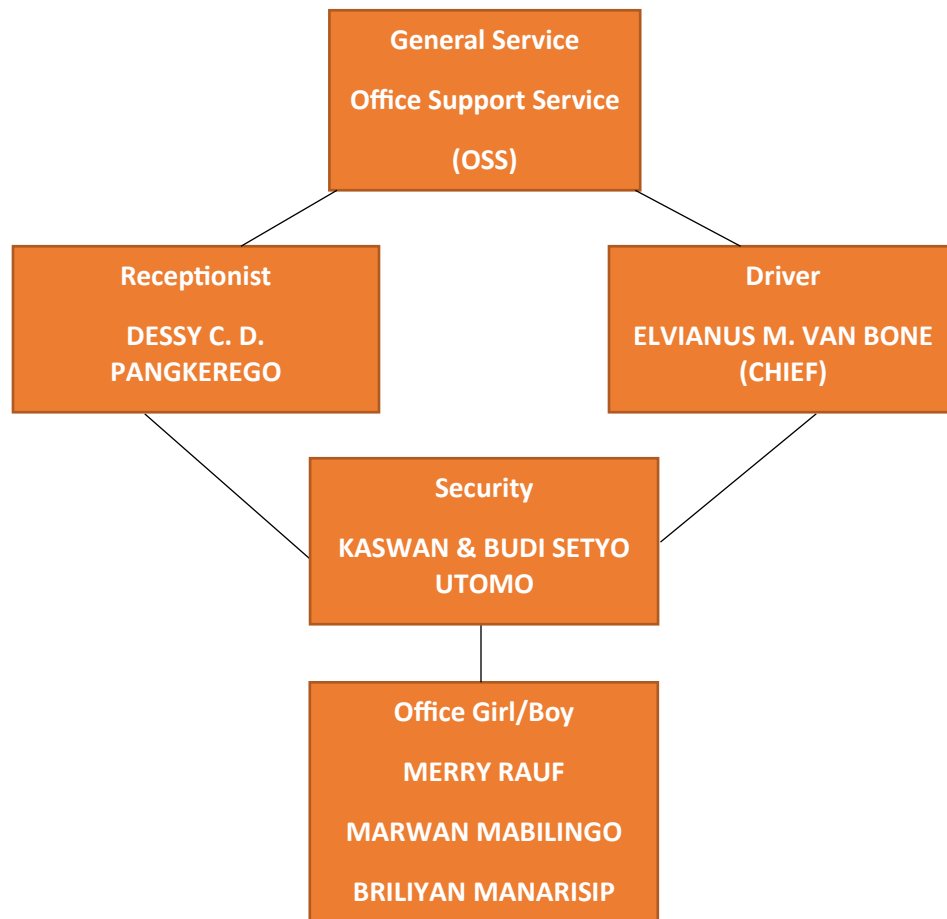 General Service
Office Support Service
(OSS)
Receptionist
DESSY C. D.
PANGKEREGO
Driver
ELVIANUS M. VAN BONE
(CHIEF)
Security
KASWAN & BUDI SETYO
UTOMO
Office Girl/Boy
MERRY RAUF
MARWAN MABILINGO
BRILIYAN MANARISIP